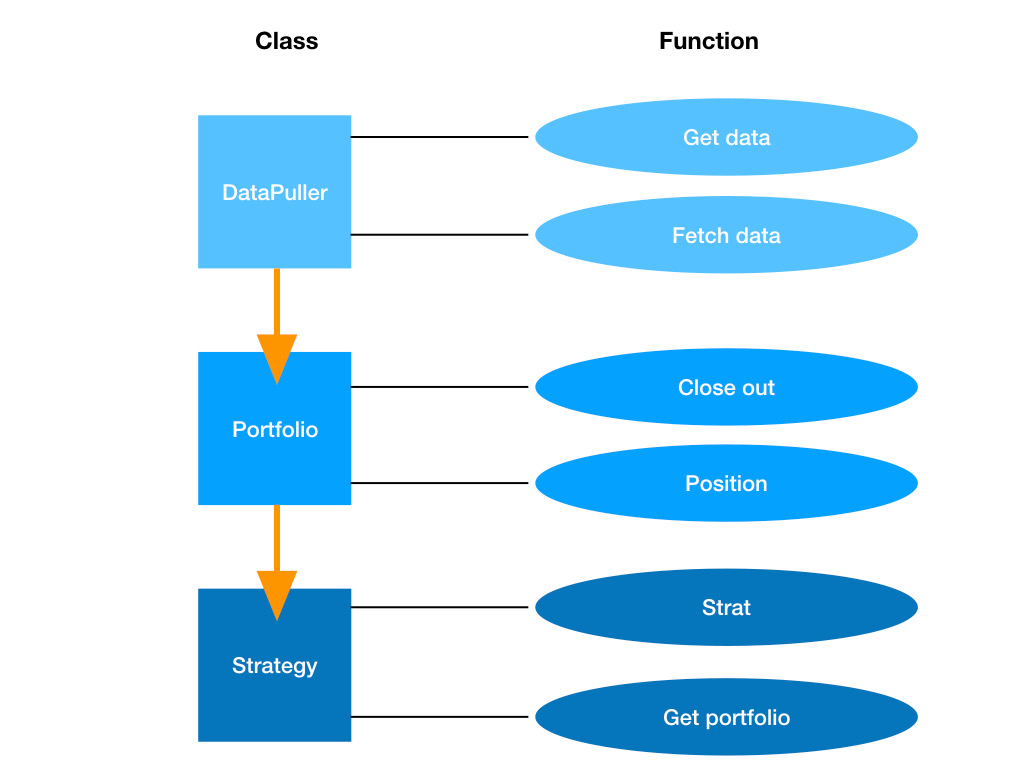 Class
Function
DataPuller
Get data
Fetch data
Portfolio
Close out
Position
Strategy
Strat
Get portfolio